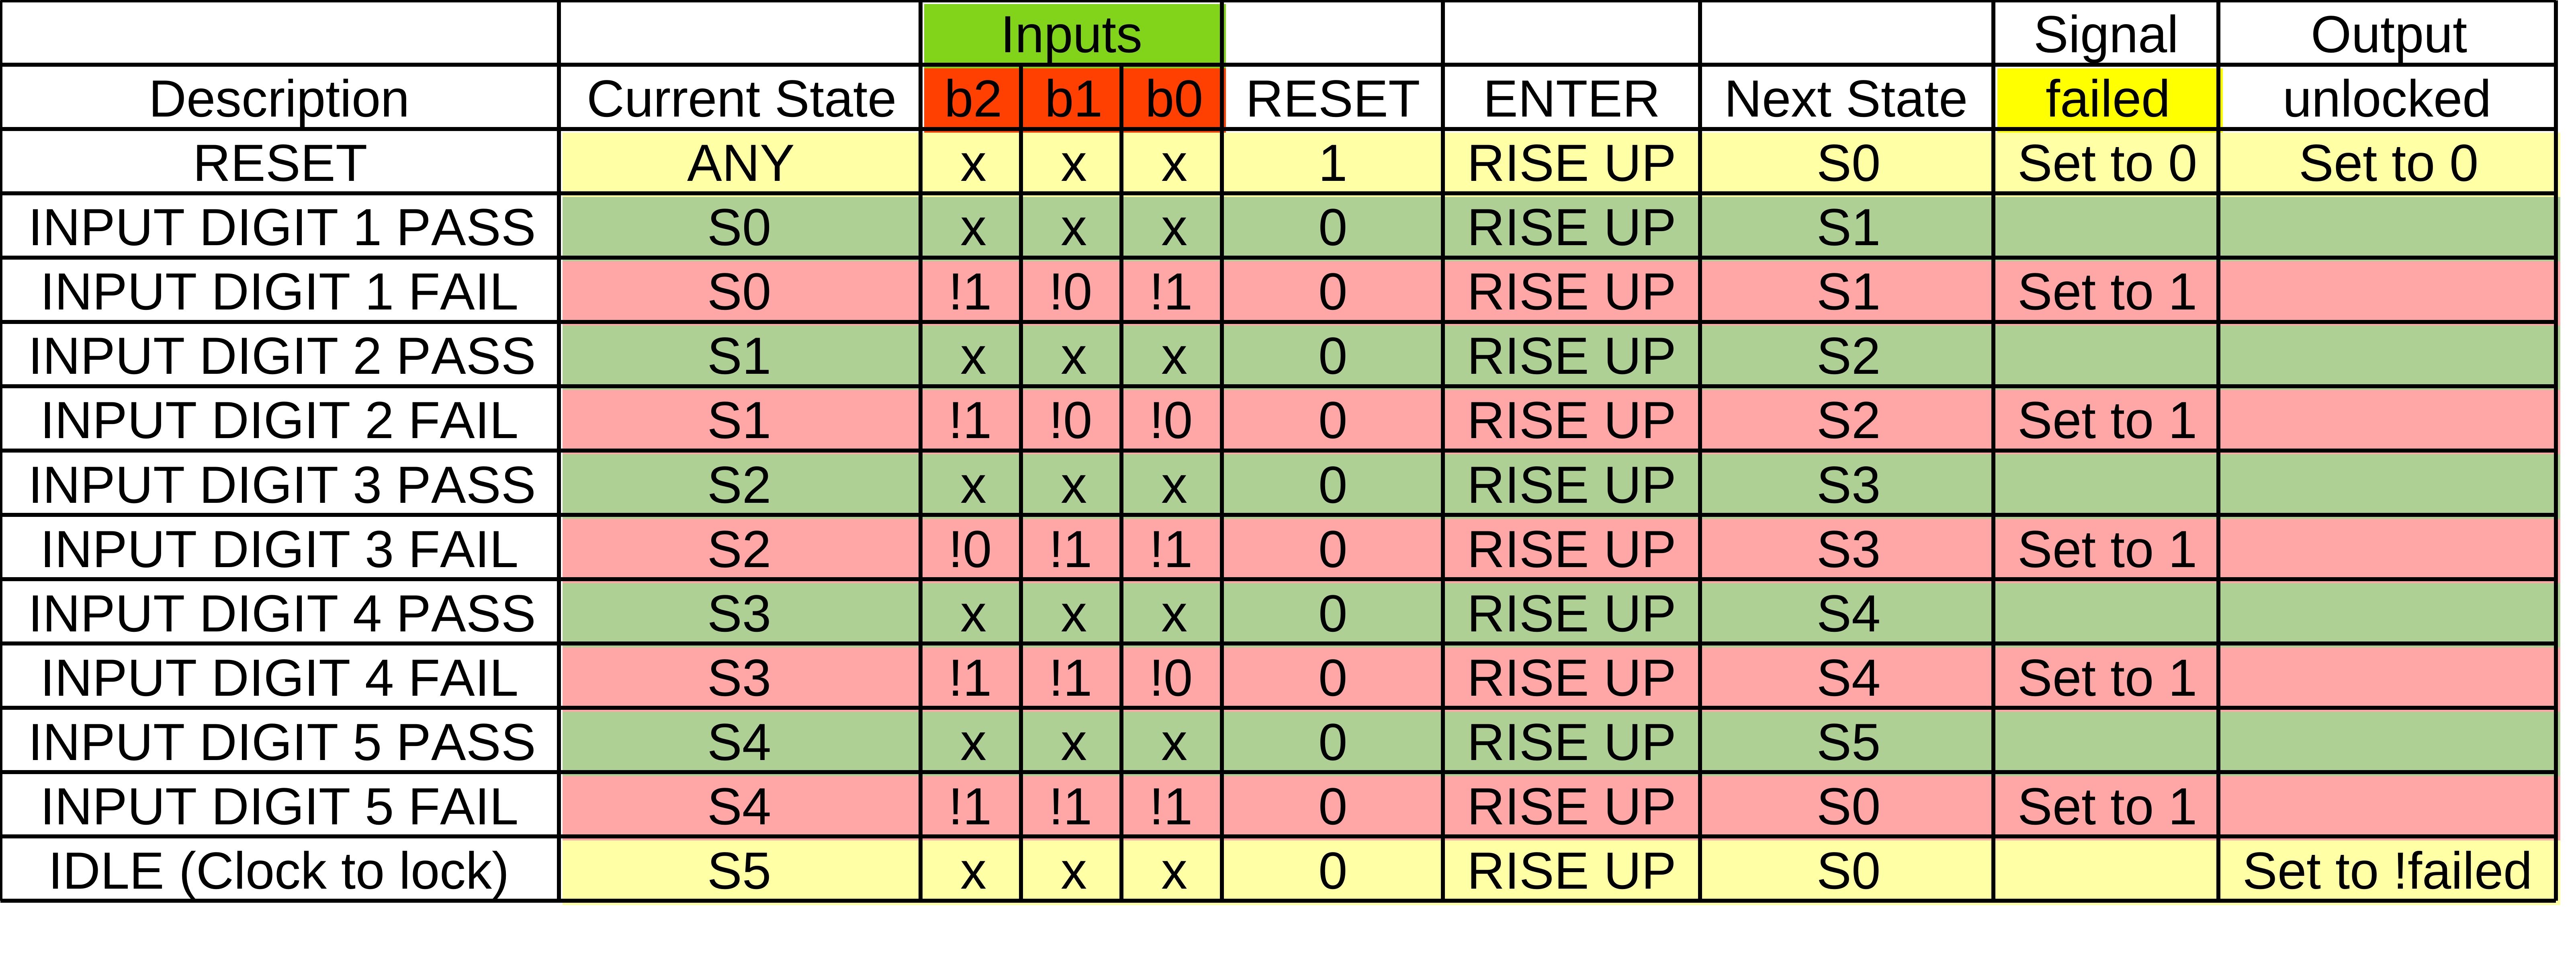 Inputs Signal Output
Description Current State b2 b1 b0 RESET ENTER Next State failed unlocked
RESET ANY x x x 1 RISE UP S0 Set to 0 Set to 0
INPUT DIGIT 1 PASS S0 x x x 0 RISE UP S1
INPUT DIGIT 1 FAIL S0 !1 !0 !1 0 RISE UP S1 Set to 1
INPUT DIGIT 2 PASS S1 x x x 0 RISE UP S2
INPUT DIGIT 2 FAIL S1 !1 !0 !0 0 RISE UP S2 Set to 1
INPUT DIGIT 3 PASS S2 x x x 0 RISE UP S3
INPUT DIGIT 3 FAIL S2 !0 !1 !1 0 RISE UP S3 Set to 1
INPUT DIGIT 4 PASS S3 x x x 0 RISE UP S4
INPUT DIGIT 4 FAIL S3 !1 !1 !0 0 RISE UP S4 Set to 1
INPUT DIGIT 5 PASS S4 x x x 0 RISE UP S5
INPUT DIGIT 5 FAIL S4 !1 !1 !1 0 RISE UP S0 Set to 1
IDLE (Clock to lock) S5 x x x 0 RISE UP S0 Set to !failed